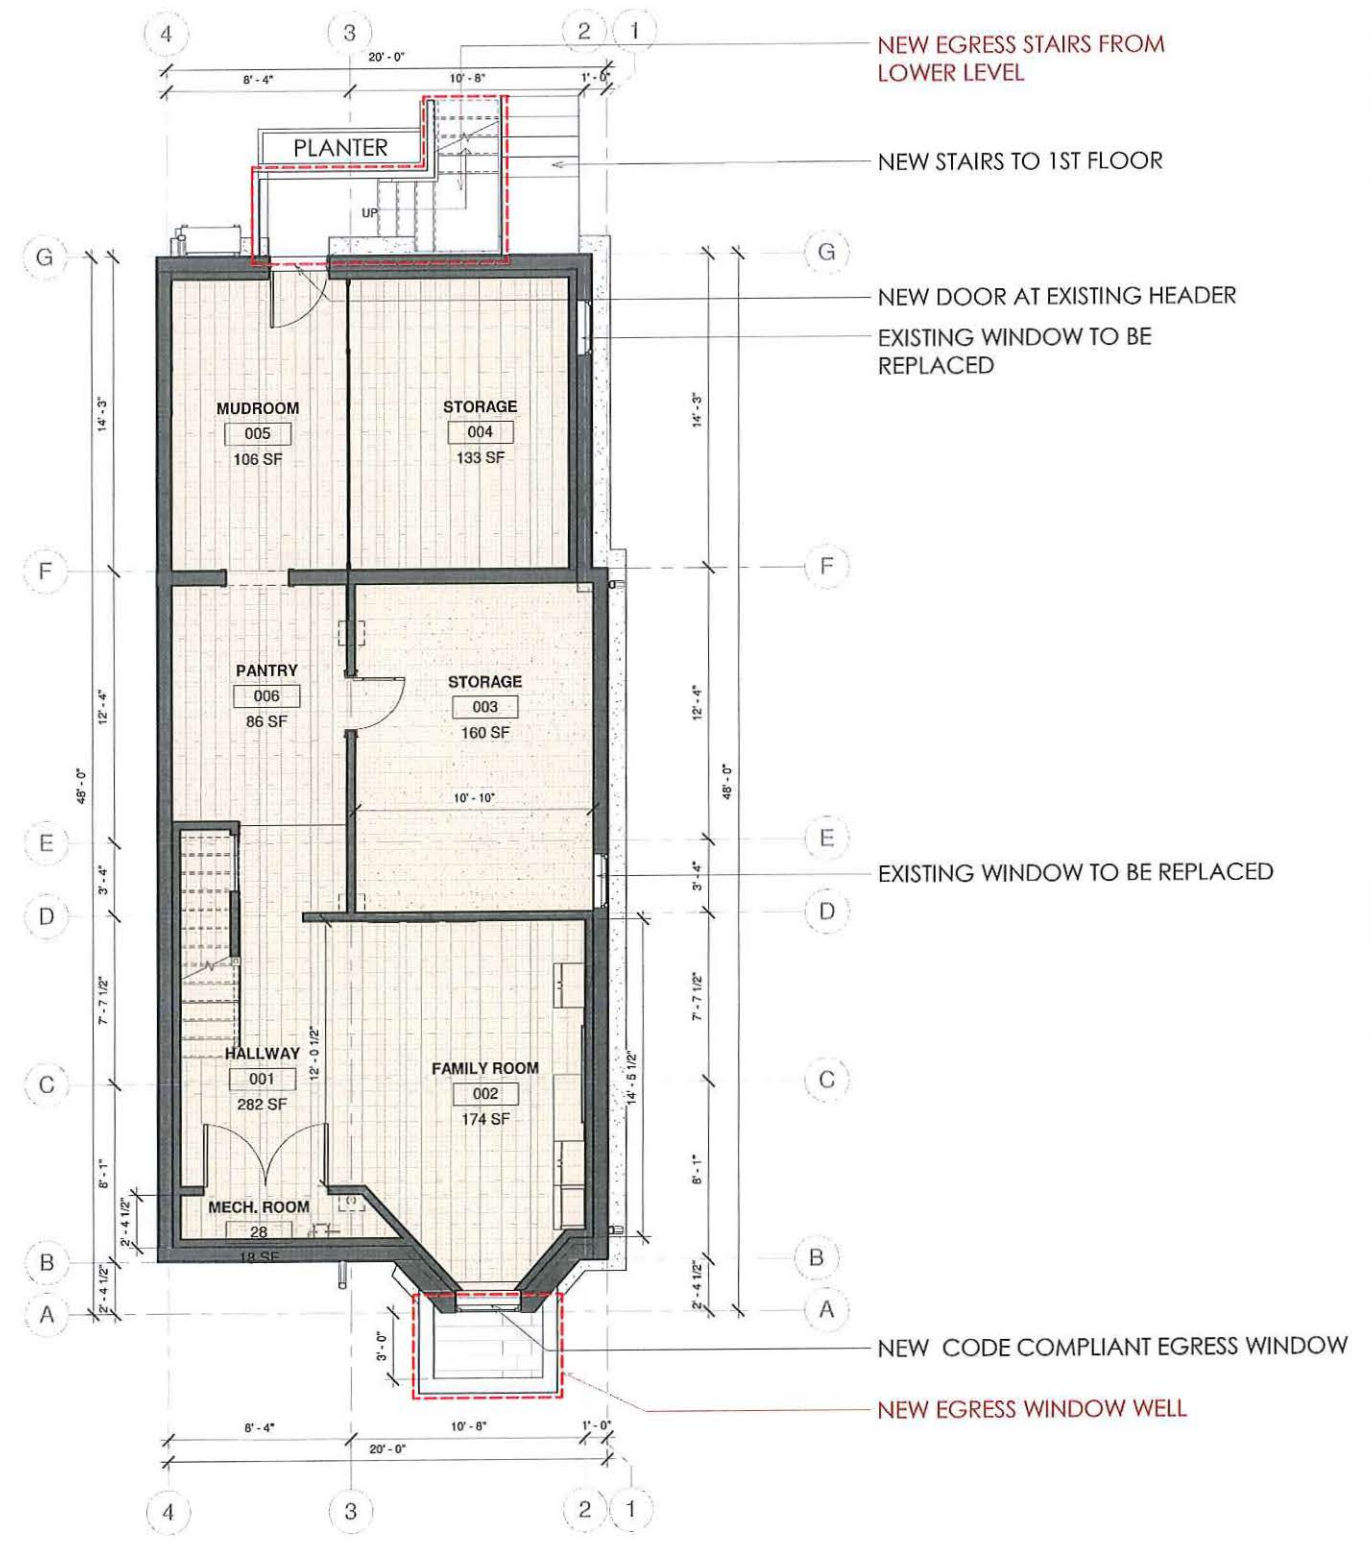 4
3
2
1
20' - 0"
8' - 4"
10' - 8"
1' - 0"
NEW EGRESS STAIRS FROM
LOWER LEVEL
PLANTER
NEW STAIRS TO 1ST FLOOR
UP
G
G
NEW DOOR AT EXISTING HEADER
EXISTING WINDOW TO BE
REPLACED
14' - 3"
MUDROOM
005
106 SF
STORAGE
004
133 SF
14' - 3"
F
F
12' - 4"
PANTRY
006
86 SF
STORAGE
003
160 SF
12' - 4"
48' - 0"
10' - 10"
48' - 0"
E
E
3' - 4"
3' - 4"
EXISTING WINDOW TO BE REPLACED
D
D
7' - 7 1/2"
7' - 7 1/2"
12' - 0 1/2"
HALLWAY
001
282 SF
FAMILY ROOM
002
174 SF
14' - 5 1/2"
C
C
8' - 1"
8' - 1"
2' - 4 1/2"
MECH. ROOM
28
18 SF
B
B
2' - 4 1/2"
2' - 4 1/2"
A
A
3' - 0"
NEW CODE COMPLIANT EGRESS WINDOW
NEW EGRESS WINDOW WELL
8' - 4"
10' - 8"
1' - 0"
20' - 0"
4
3
2
1